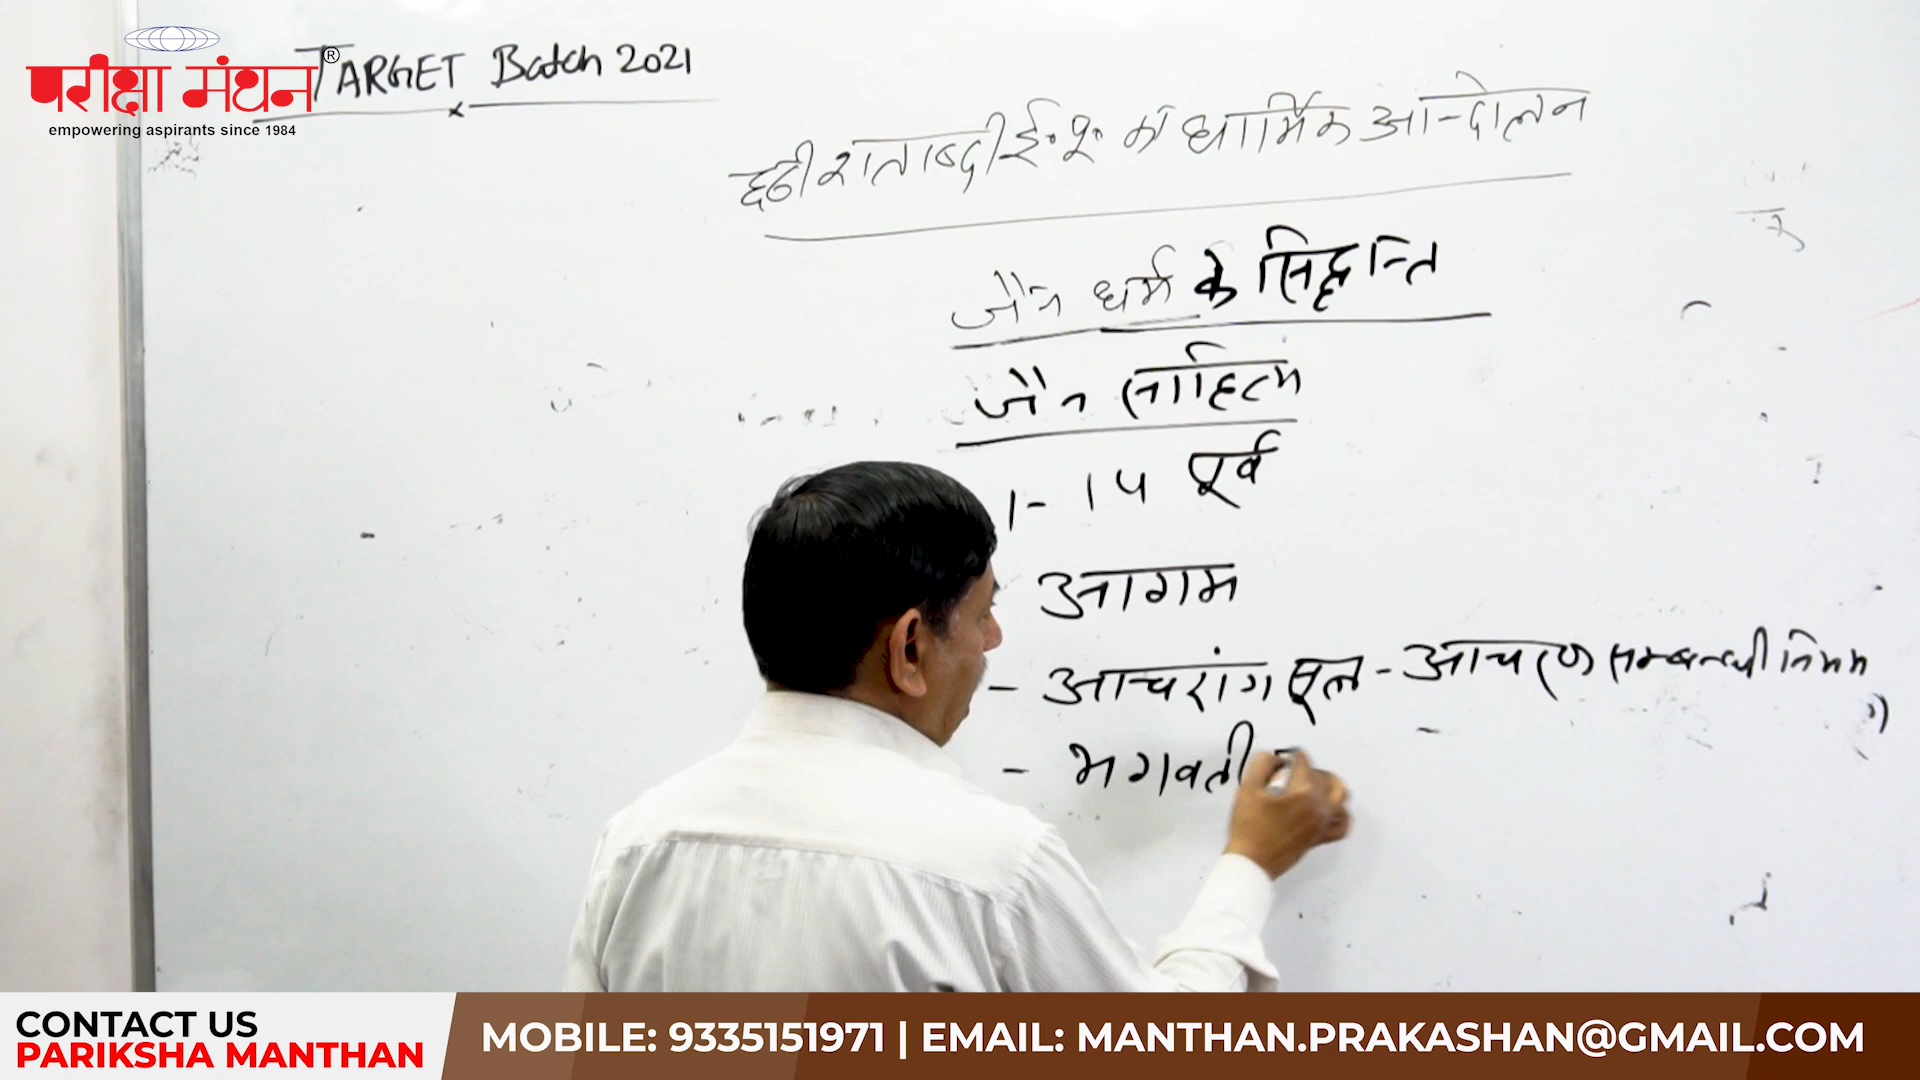 परीक्षा मंथन®
empowering aspirants since 1984
TARGET Batch 2021
छठी शताब्दी ई॰पू॰ के धार्मिक आन्दोलन
जैन धर्म के सिद्धान्त
जैन साहित्य
1- 14 पूर्व
आगम
- आचरांग सूत्र - आचरण सम्बन्धी नियम
- भगवती
CONTACT US
PARIKSHA MANTHAN
MOBILE: 9335151971 | EMAIL: MANTHAN.PRAKASHAN@GMAIL.COM